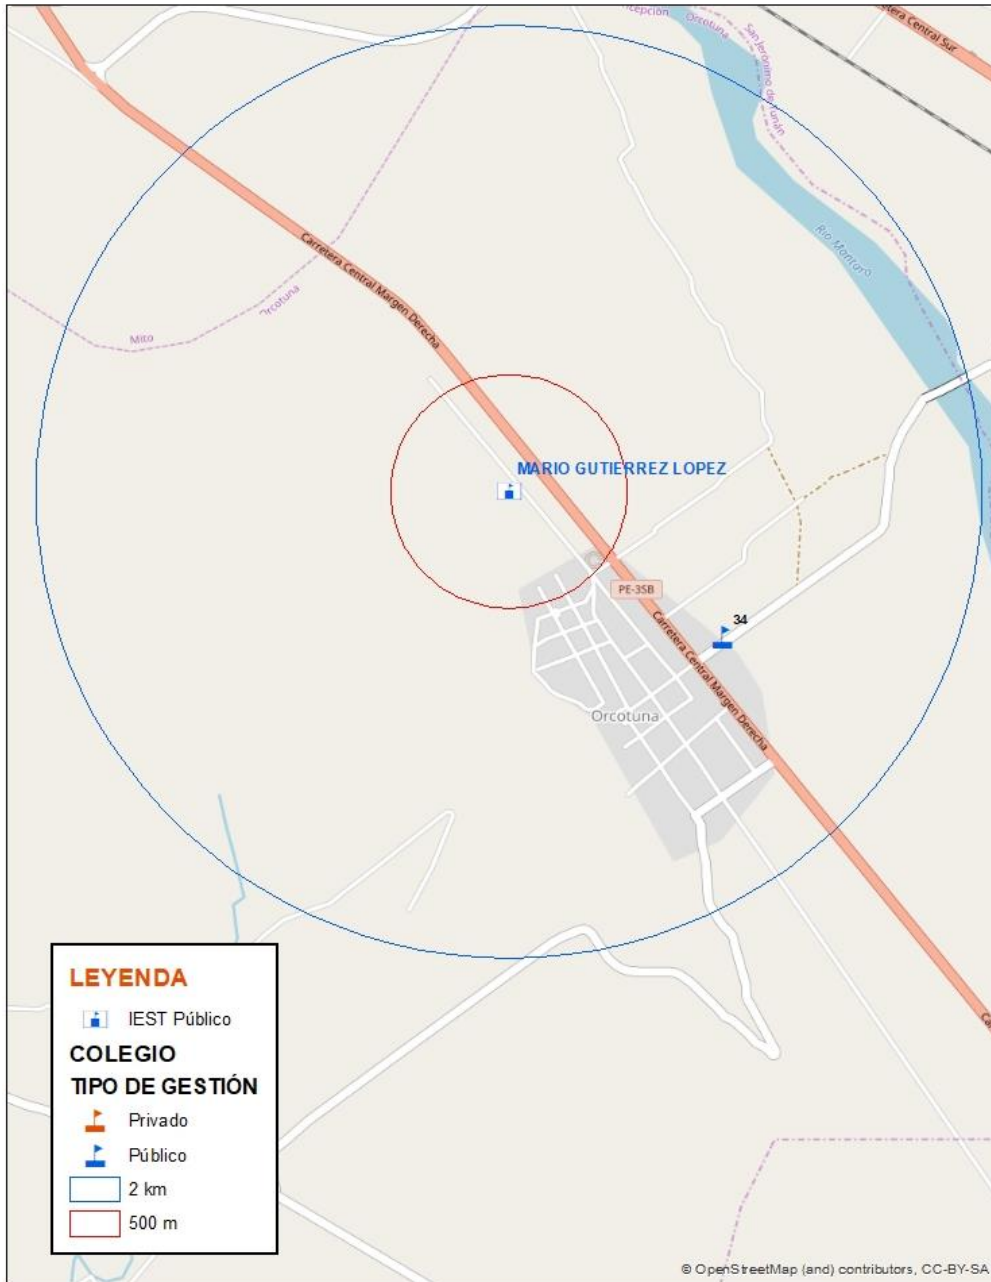 Concepción
Orcotuna
San Jerónimo de Tunán
Carretera Central Sur
Río Mantaro
Carretera Central Margen Derecha
Orcotuna
Mito
MARIO GUTIERREZ LOPEZ
PE-3SB
34
Carretera Central Margen Derecha
Orcotuna
LEYENDA
IEST Público
COLEGIO
TIPO DE GESTIÓN
Privado
Público
2 km
500 m
© OpenStreetMap (and) contributors, CC-BY-SA